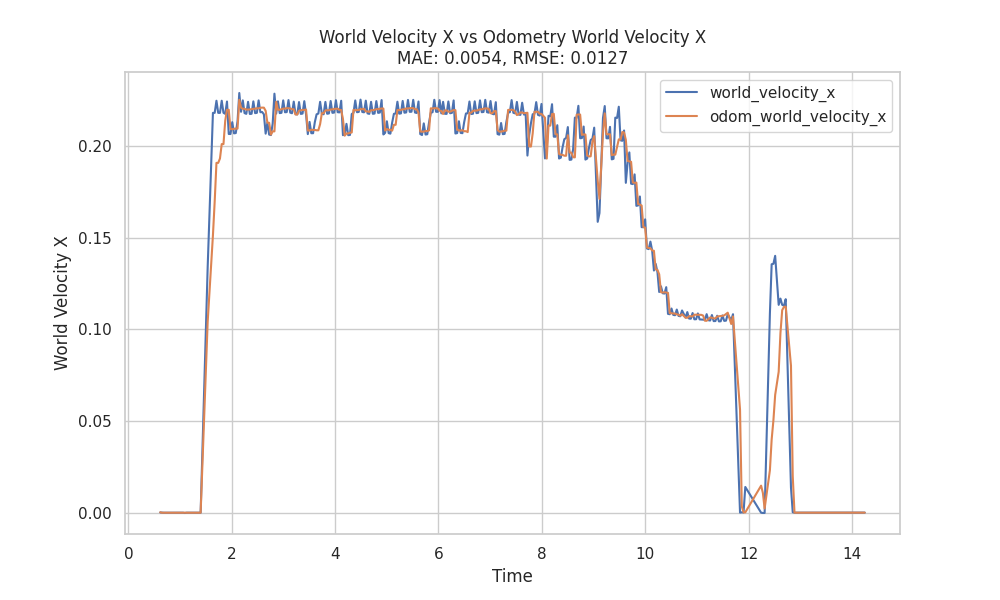 World Velocity X vs Odometry World Velocity X
MAE: 0.0054, RMSE: 0.0127
world_velocity_x
odom_world_velocity_x
World Velocity X
0.20
0.15
0.10
0.05
0.00
0 2 4 6 8 10 12 14
Time